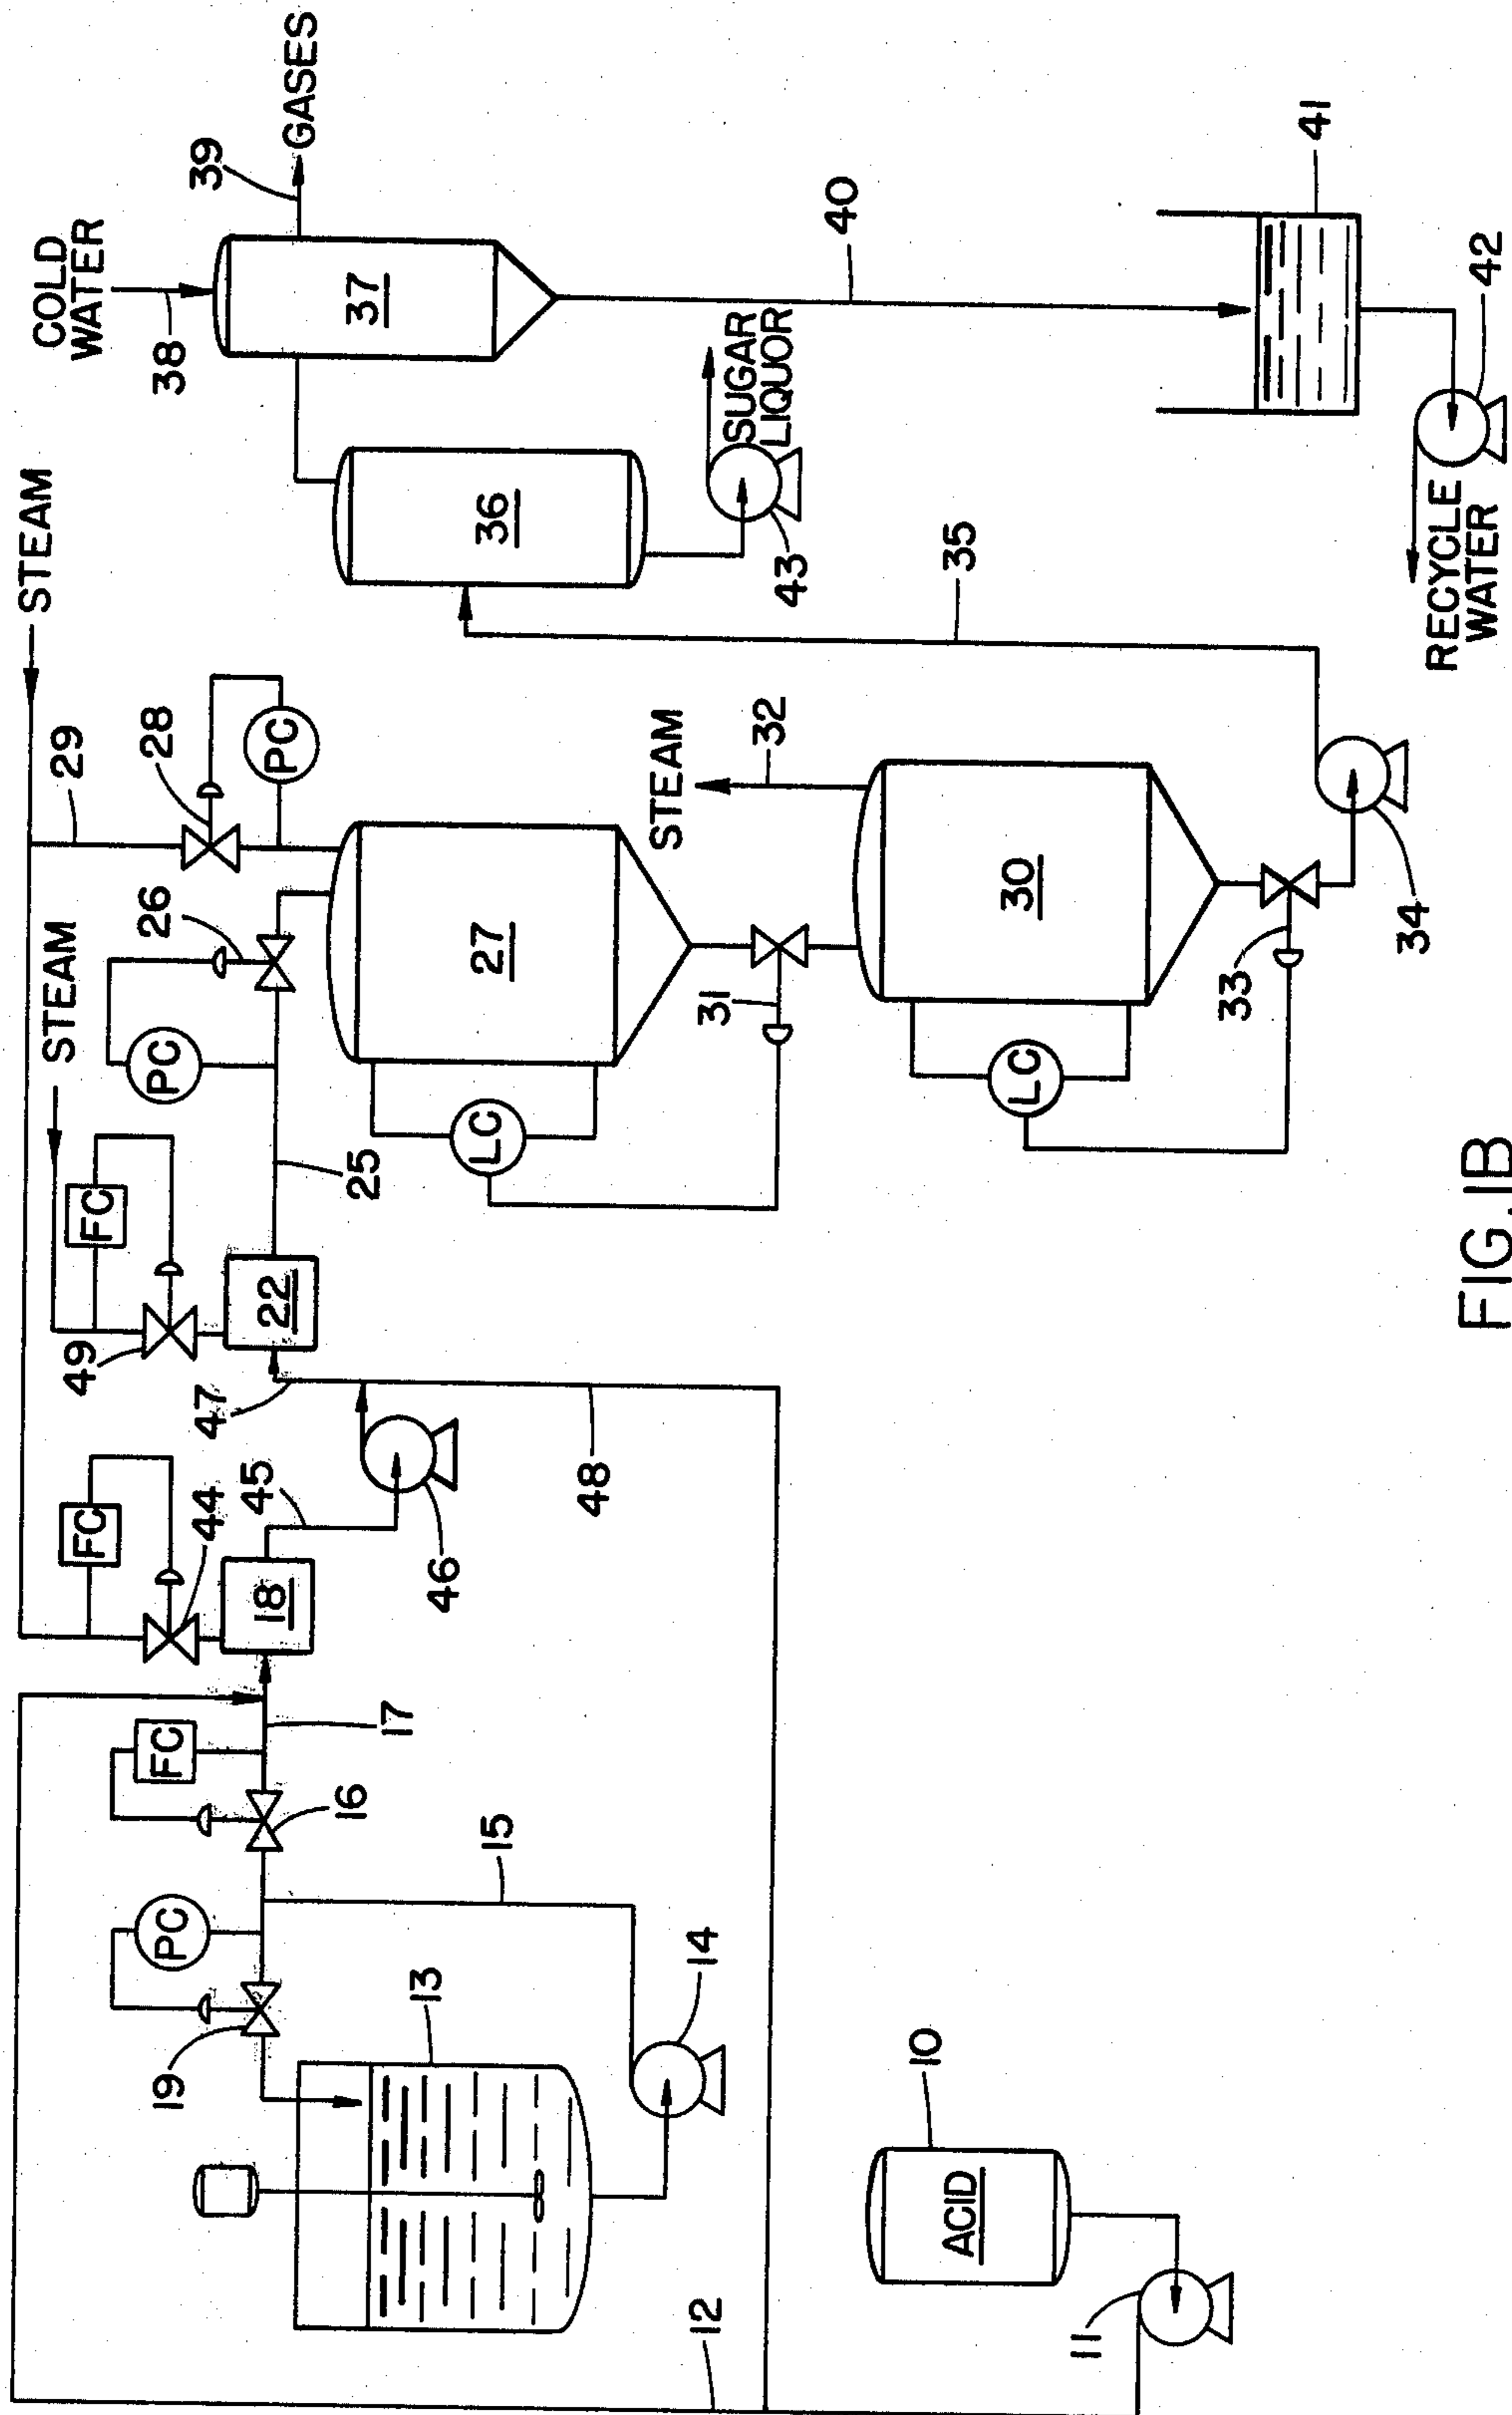 STEAM
COLD
WATER
FC
49
FC
STEAM
29
19
PC
FC
PC
26
28
38
44
47
39
18
45
22
PC
GASES
16
17
25
37
13
15
46
LC
27
36
48
12
14
31
STEAM
32
43
SUGAR
LIQUOR
40
10
ACID
LC
30
35
11
33
41
34
RECYCLE
WATER
42
FIG.1B